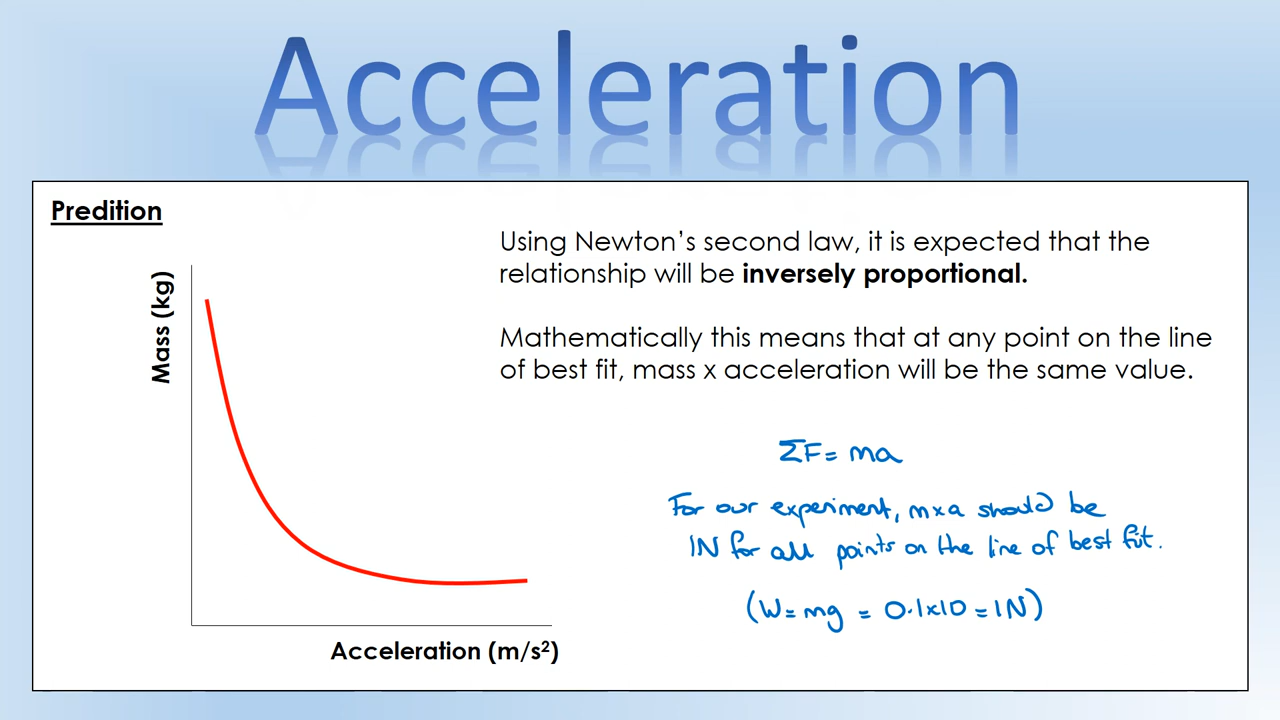 Acceleration
Predition
Using Newton's second law, it is expected that the
relationship will be inversely proportional.
Mathematically this means that at any point on the line
of best fit, mass x acceleration will be the same value.
Mass (kg)
ΣF = ma
For our experiment, m x a should be
1N for all points on the line of best fit.
(W = mg = 0.1 x 10 = 1N)
Acceleration (m/s²)